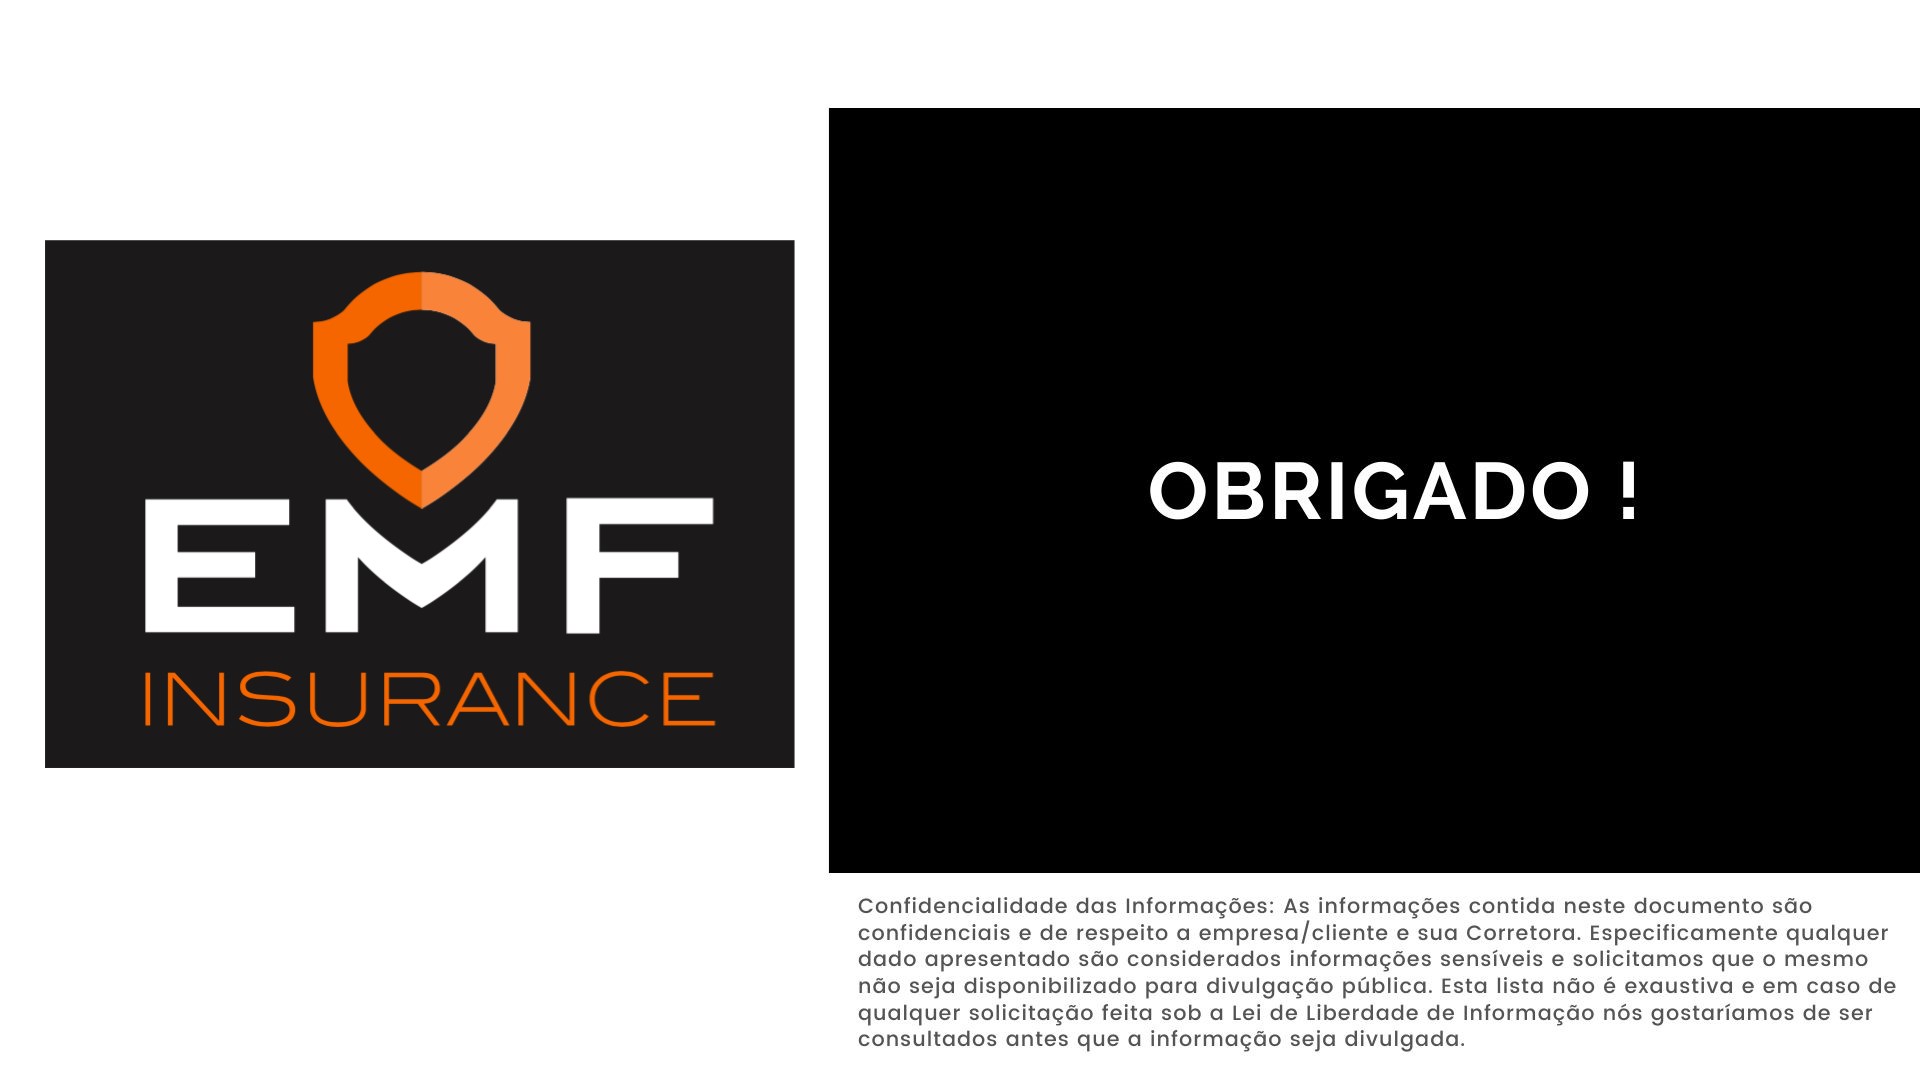 EMF
INSURANCE
OBRIGADO !
Confidencialidade das Informações: As informações contida neste documento são
confidenciais e de respeito a empresa/cliente e sua Corretora. Especificamente qualquer
dado apresentado são considerados informações sensíveis e solicitamos que o mesmo
não seja disponibilizado para divulgação pública. Esta lista não é exaustiva e em caso de
qualquer solicitação feita sob a Lei de Liberdade de Informação nós gostaríamos de ser
consultados antes que a informação seja divulgada.